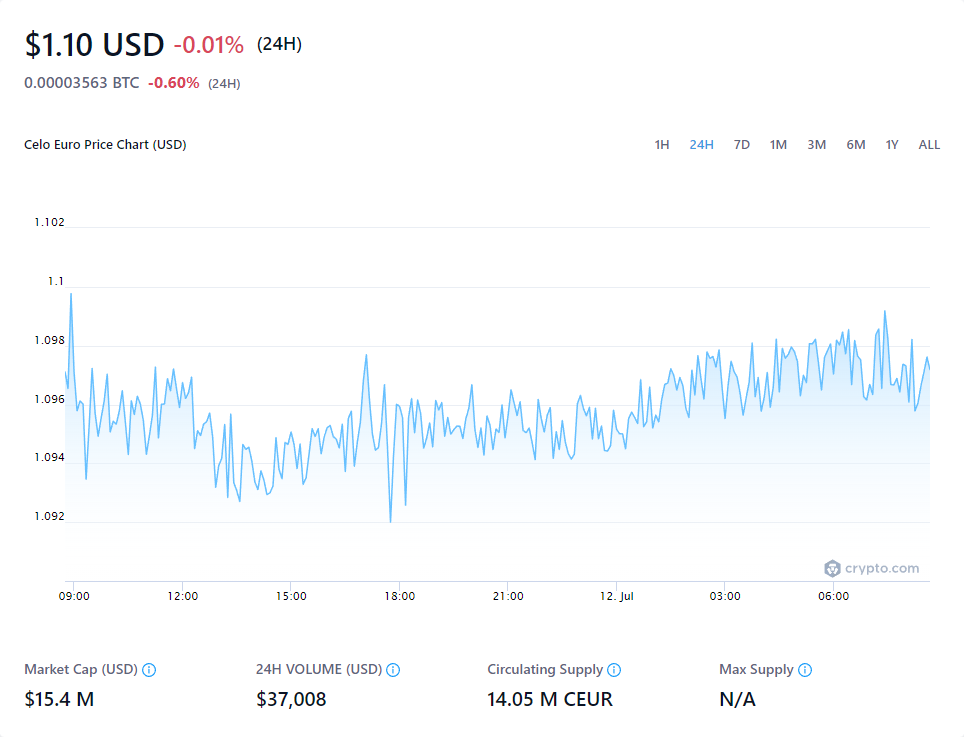 $1.10 USD -0.01% (24H)
0.00003563 BTC -0.60% (24H)
Celo Euro Price Chart (USD) 1H 24H 7D 1M 3M 6M 1Y ALL
1.102
1.1
1.098
1.096
1.094
1.092
crypto.com
09:00 12:00 15:00 18:00 21:00 12. Jul 03:00 06:00
Market Cap (USD) 24H VOLUME (USD) Circulating Supply Max Supply
$15.4 M $37,008 14.05 M CEUR N/A